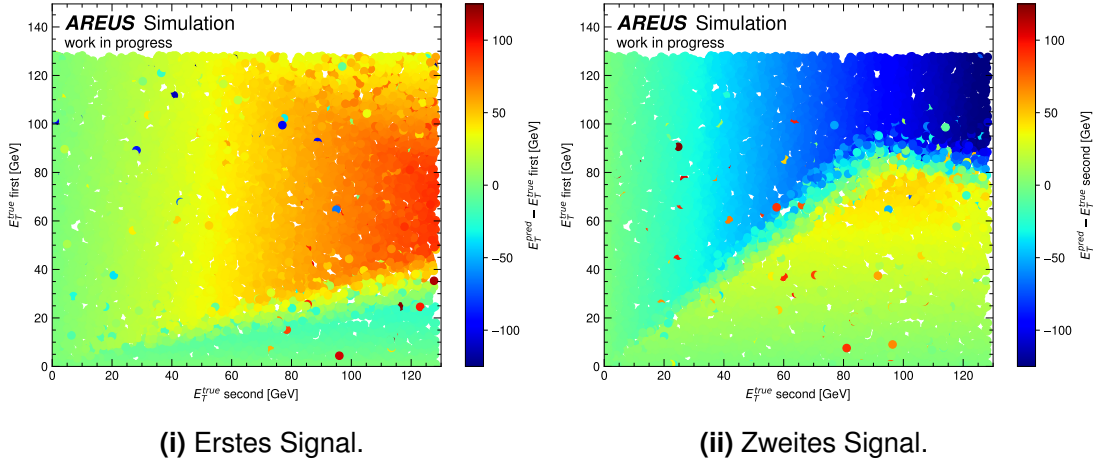 AREUS Simulation
work in progress
140
120
100
80
60
40
20
0
E_T^true first [GeV]
0 20 40 60 80 100 120
E_T^true second [GeV]
100
50
0
−50
−100
E_T^pred − E_T^true first [GeV]
(i) Erstes Signal.
AREUS Simulation
work in progress
140
120
100
80
60
40
20
0
E_T^true first [GeV]
0 20 40 60 80 100 120
E_T^true second [GeV]
100
50
0
−50
−100
E_T^pred − E_T^true second [GeV]
(ii) Zweites Signal.